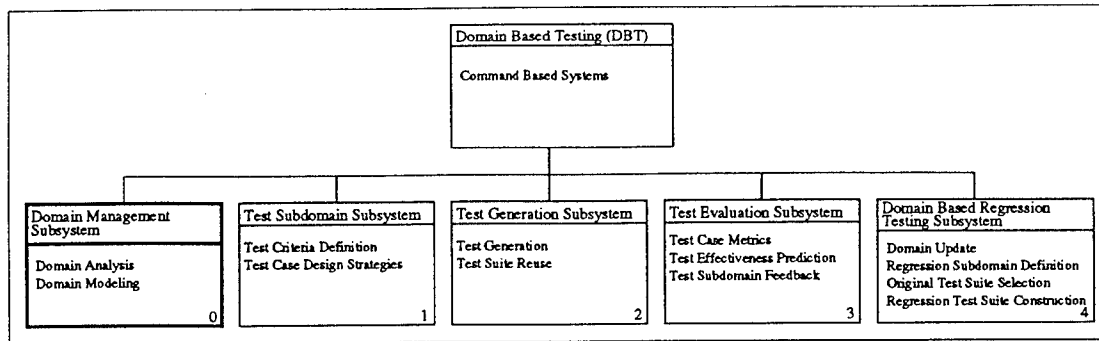 Domain Based Testing (DBT)
Command Based Systems
Domain Management
Subsystem
Domain Analysis
Domain Modeling
0
Test Subdomain Subsystem
Test Criteria Definition
Test Case Design Strategies
1
Test Generation Subsystem
Test Generation
Test Suite Reuse
2
Test Evaluation Subsystem
Test Case Metrics
Test Effectiveness Prediction
Test Subdomain Feedback
3
Domain Based Regression
Testing Subsystem
Domain Update
Regression Subdomain Definition
Original Test Suite Selection
Regression Test Suite Construction
4